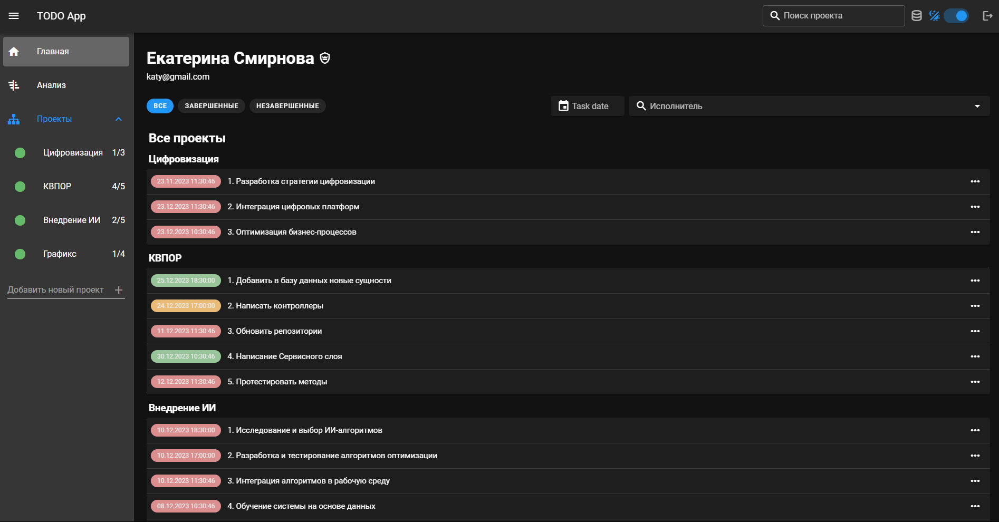 TODO App
Поиск проекта
Главная
Анализ
Проекты
Цифровизация 1/3
КВПОР 4/5
Внедрение ИИ 2/5
Графикс 1/4
Добавить новый проект
Екатерина Смирнова
katy@gmail.com
ВСЕ ЗАВЕРШЕННЫЕ НЕЗАВЕРШЕННЫЕ
Task date
Исполнитель
Все проекты
Цифровизация
23.11.2023 11:30:46 1. Разработка стратегии цифровизации
23.12.2023 11:30:46 2. Интеграция цифровых платформ
23.12.2023 10:30:46 3. Оптимизация бизнес-процессов
КВПОР
25.12.2023 18:30:00 1. Добавить в базу данных новые сущности
24.12.2023 17:00:00 2. Написать контроллеры
11.12.2023 11:30:46 3. Обновить репозитории
30.12.2023 10:30:46 4. Написание Сервисного слоя
12.12.2023 11:30:46 5. Протестировать методы
Внедрение ИИ
10.12.2023 18:30:00 1. Исследование и выбор ИИ-алгоритмов
10.12.2023 17:00:00 2. Разработка и тестирование алгоритмов оптимизации
10.12.2023 11:30:46 3. Интеграция алгоритмов в рабочую среду
08.12.2023 10:30:46 4. Обучение системы на основе данных